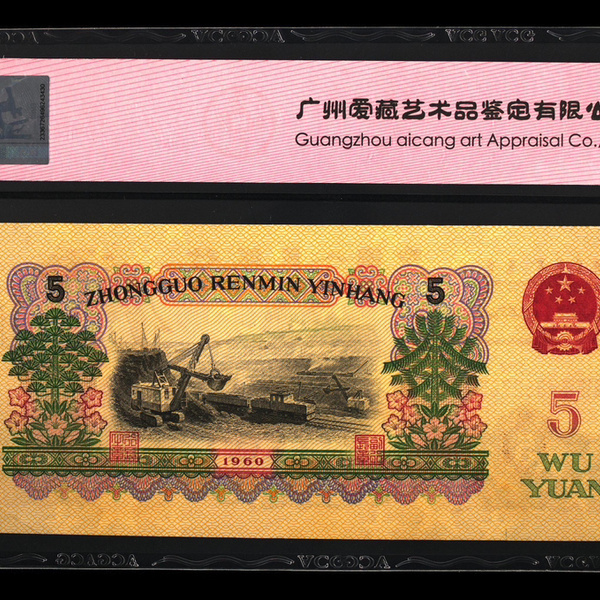 广州爱藏艺术品鉴定有限
Guangzhou aicang art Appraisal Co.,
5 ZHONGGUO RENMIN YINHANG 5
1960
5
WU
YUAN